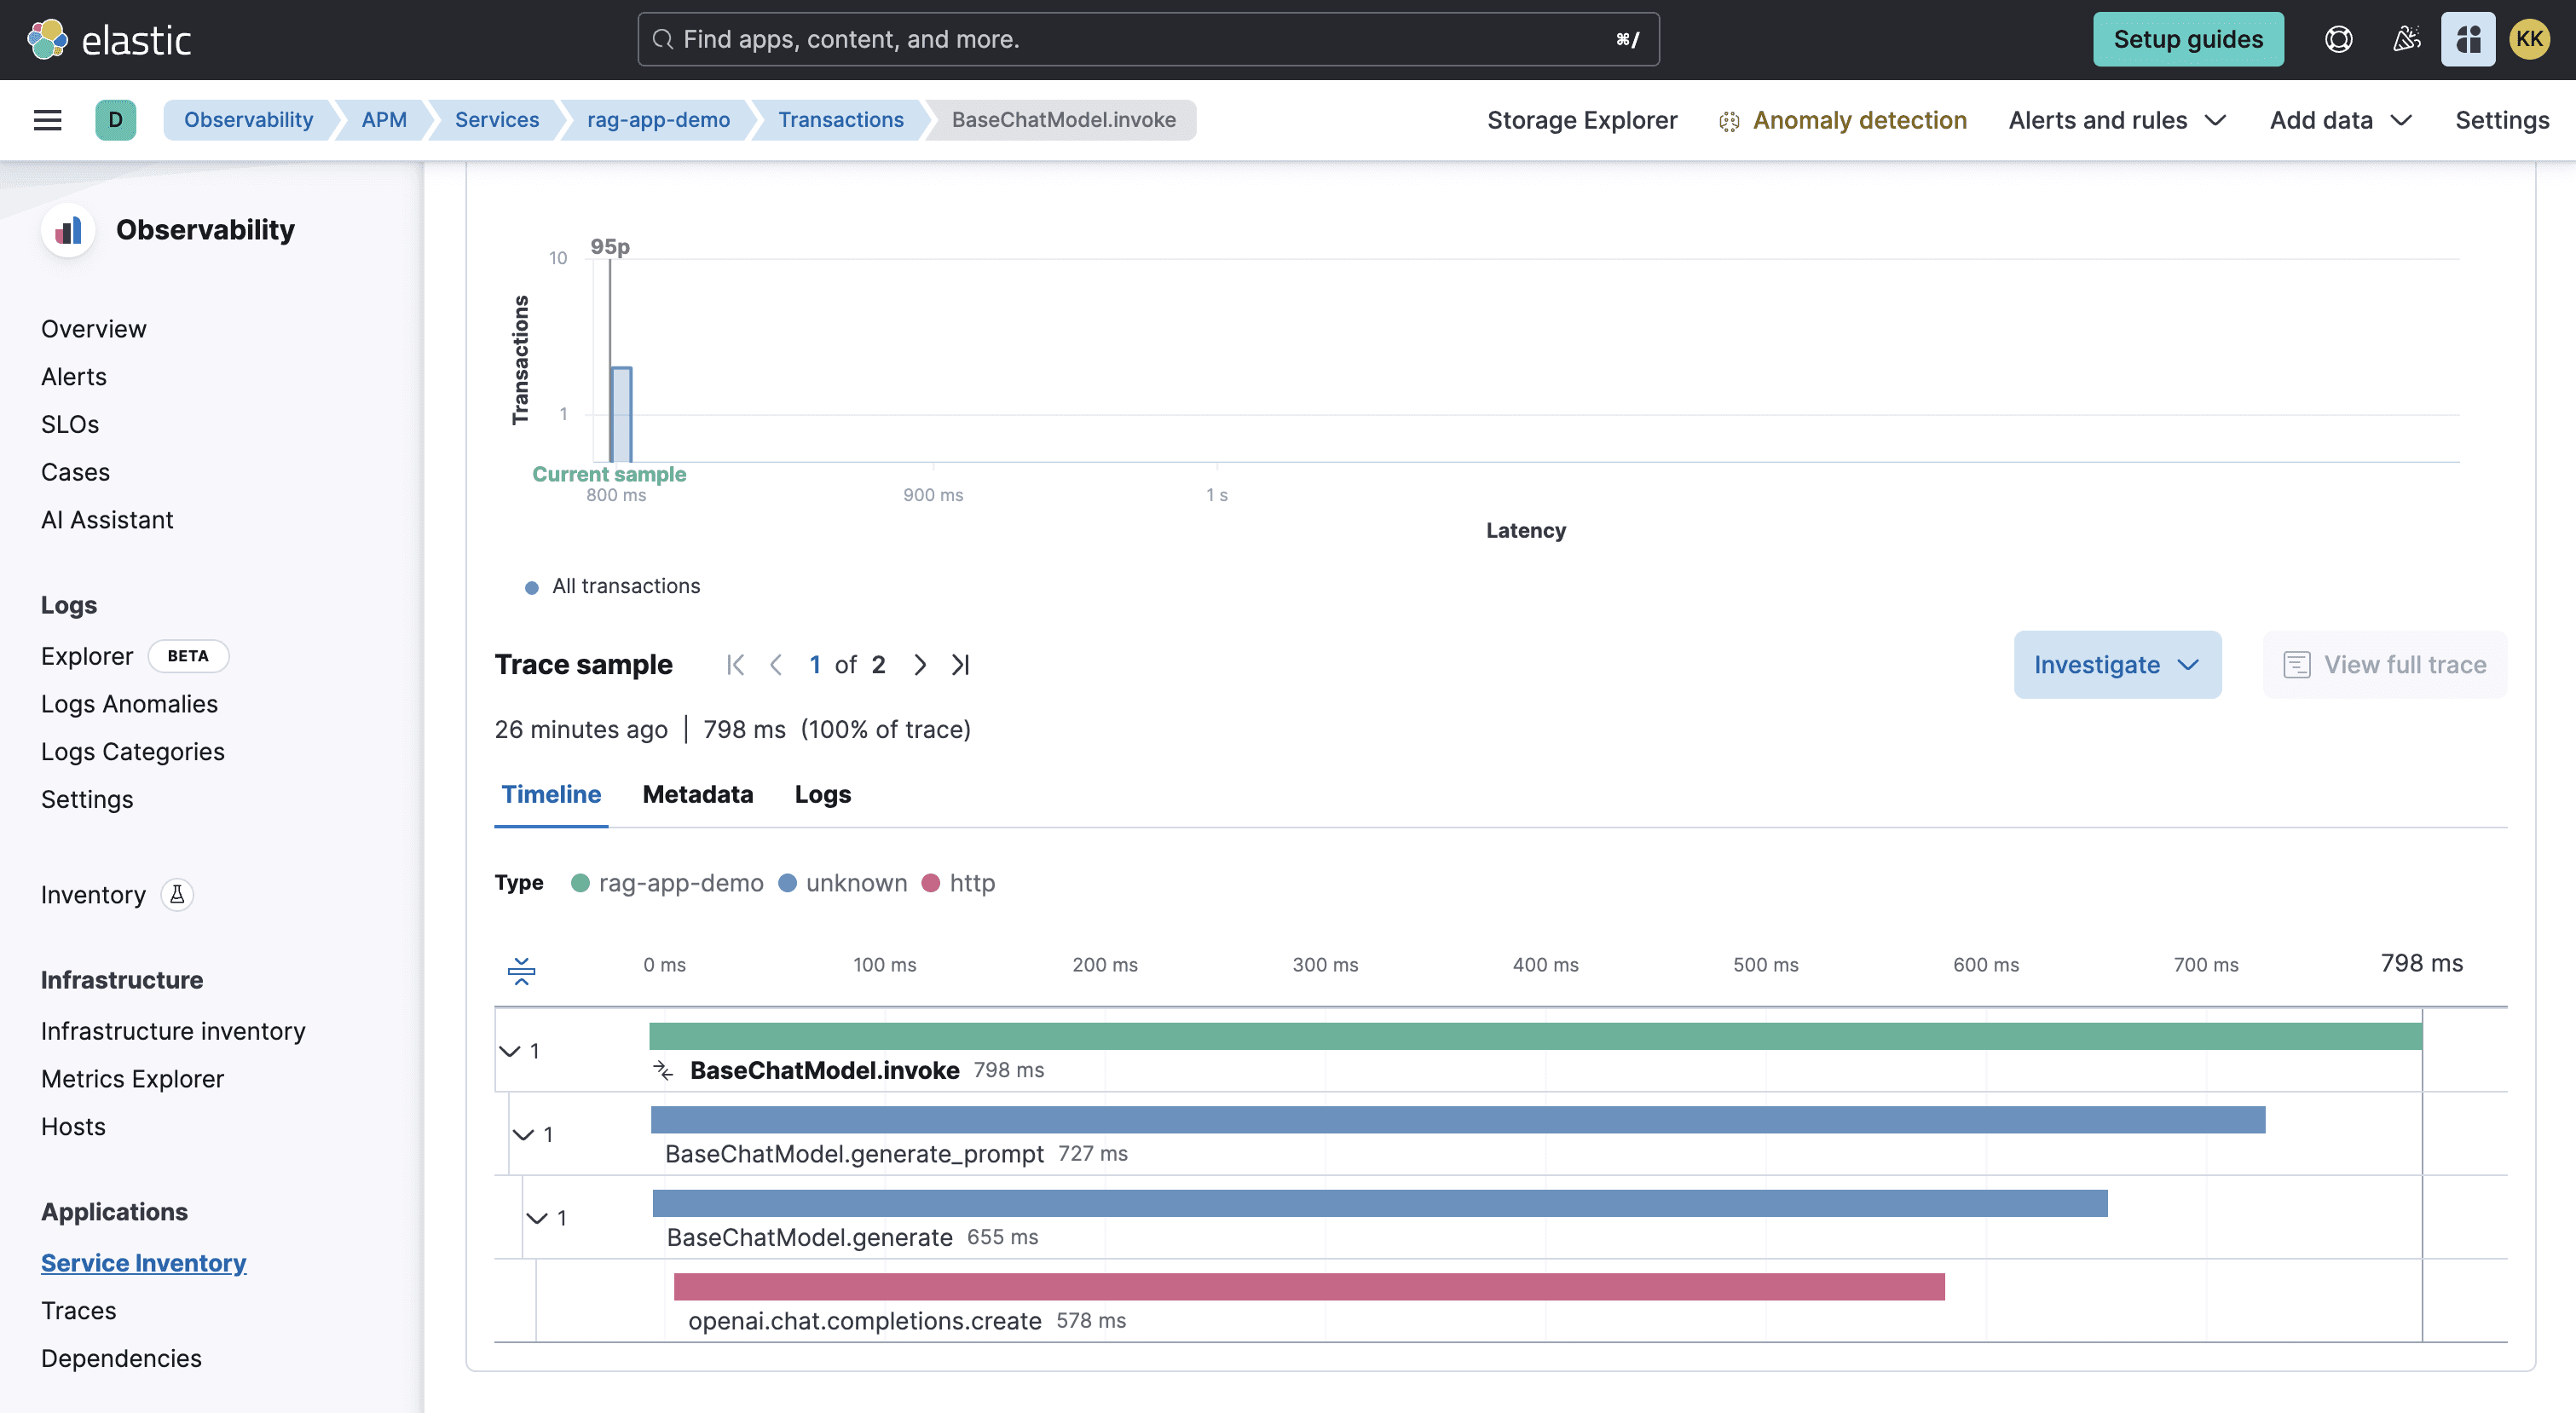 elastic
Find apps, content, and more.
⌘/
Setup guides
KK
D
Observability
APM
Services
rag-app-demo
Transactions
BaseChatModel.invoke
Storage Explorer
Anomaly detection
Alerts and rules
Add data
Settings
Observability
Overview
Alerts
SLOs
Cases
AI Assistant
Logs
Explorer BETA
Logs Anomalies
Logs Categories
Settings
Inventory
Infrastructure
Infrastructure inventory
Metrics Explorer
Hosts
Applications
Service Inventory
Traces
Dependencies
95p
10
Transactions
1
Current sample
800 ms
900 ms
1 s
Latency
All transactions
Trace sample
1 of 2
Investigate
View full trace
26 minutes ago | 798 ms (100% of trace)
Timeline
Metadata
Logs
Type
rag-app-demo
unknown
http
0 ms
100 ms
200 ms
300 ms
400 ms
500 ms
600 ms
700 ms
798 ms
1
BaseChatModel.invoke 798 ms
1
BaseChatModel.generate_prompt 727 ms
1
BaseChatModel.generate 655 ms
openai.chat.completions.create 578 ms